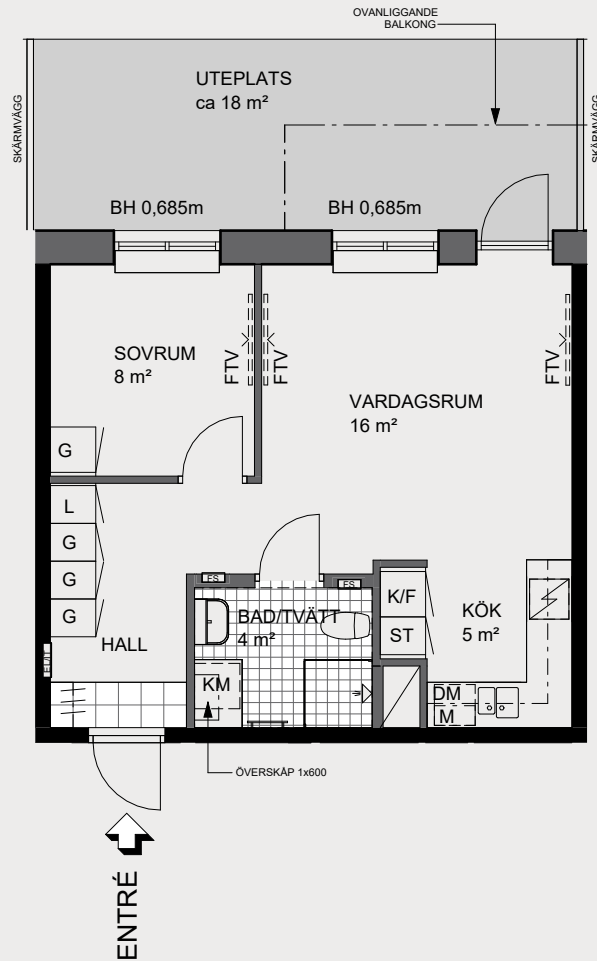 OVANLIGGANDE
BALKONG
UTEPLATS
ca 18 m²
SKÄRMVÄGG
SKÄRMVÄGG
BH 0,685m
BH 0,685m
SOVRUM
8 m²
FTV
FTV
FTV
VARDAGSRUM
16 m²
G
L
G
G
G
HALL
FS
FS
BAD/TVÄTT
4 m²
KM
K/F
ST
KÖK
5 m²
DM
M
EL/IT
ÖVERSKÅP 1x600
ENTRÉ